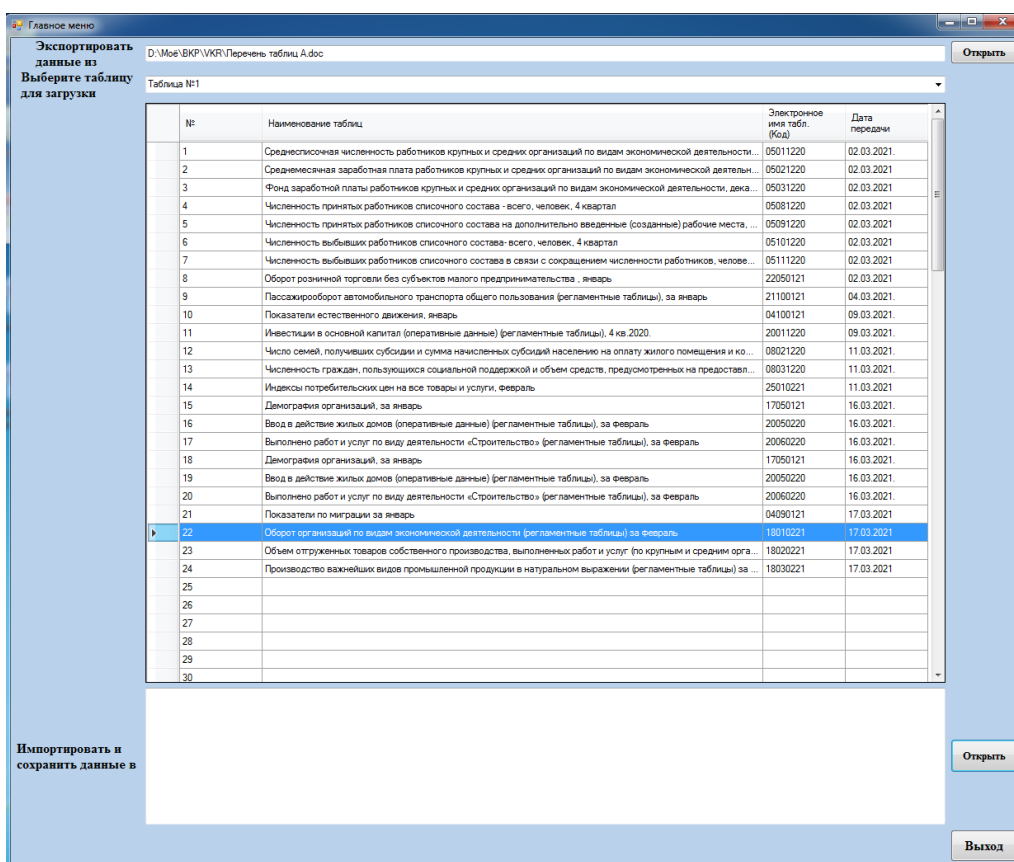 Главное меню
Экспортировать
данные из
D:\Моё\ВКР\VKR\Перечень таблиц А.doc
Открыть
Выберите таблицу
для загрузки
Таблица №1
№ Наименование таблиц Электронное имя табл. (Код) Дата передачи
1 Среднесписочная численность работников крупных и средних организаций по видам экономической деятельности... 05011220 02.03.2021.
2 Среднемесячная заработная плата работников крупных и средних организаций по видам экономической деятельн... 05021220 02.03.2021
3 Фонд заработной платы работников крупных и средних организаций по видам экономической деятельности, дека... 05031220 02.03.2021
4 Численность принятых работников списочного состава - всего, человек, 4 квартал 05081220 02.03.2021
5 Численность принятых работников списочного состава на дополнительно введенные (созданные) рабочие места, ... 05091220 02.03.2021
6 Численность выбывших работников списочного состава- всего, человек, 4 квартал 05101220 02.03.2021
7 Численность выбывших работников списочного состава в связи с сокращением численности работников, челове... 05111220 02.03.2021
8 Оборот розничной торговли без субъектов малого предпринимательства , январь 22050121 02.03.2021
9 Пассажирооборот автомобильного транспорта общего пользования (регламентные таблицы), за январь 21100121 04.03.2021.
10 Показатели естественного движения, январь 04100121 09.03.2021.
11 Инвестиции в основной капитал (оперативные данные) (регламентные таблицы), 4 кв.2020. 20011220 09.03.2021.
12 Число семей, получивших субсидии и сумма начисленных субсидий населению на оплату жилого помещения и ко... 08021220 11.03.2021.
13 Численность граждан, пользующихся социальной поддержкой и объем средств, предусмотренных на предоставл... 08031220 11.03.2021.
14 Индексы потребительских цен на все товары и услуги, февраль 25010221 11.03.2021
15 Демография организаций, за январь 17050121 16.03.2021.
16 Ввод в действие жилых домов (оперативные данные) (регламентные таблицы), за февраль 20050220 16.03.2021.
17 Выполнено работ и услуг по виду деятельности «Строительство» (регламентные таблицы), за февраль 20060220 16.03.2021.
18 Демография организаций, за январь 17050121 16.03.2021.
19 Ввод в действие жилых домов (оперативные данные) (регламентные таблицы), за февраль 20050220 16.03.2021.
20 Выполнено работ и услуг по виду деятельности «Строительство» (регламентные таблицы), за февраль 20060220 16.03.2021.
21 Показатели по миграции за январь 04090121 17.03.2021
22 Оборот организаций по видам экономической деятельности (регламентные таблицы) за февраль 18010221 17.03.2021
23 Объем отгруженных товаров собственного производства, выполненных работ и услуг (по крупным и средним орга... 18020221 17.03.2021
24 Производство важнейших видов промышленной продукции в натуральном выражении (регламентные таблицы) за ... 18030221 17.03.2021
25
26
27
28
29
30
Импортировать и
сохранить данные в
Открыть
Выход